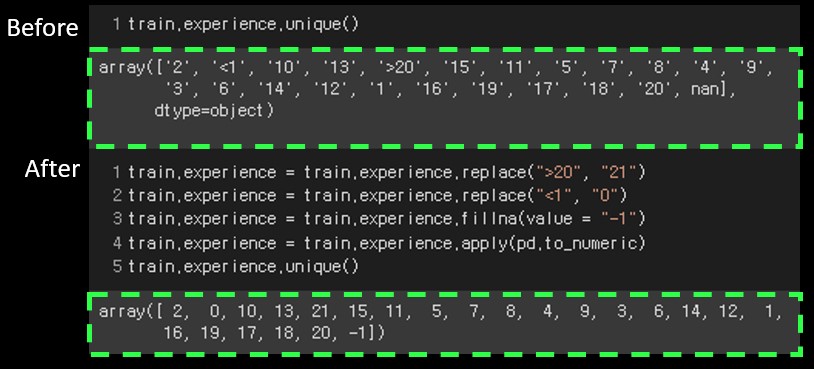 Before
1 train.experience.unique()
array(['2', '<1', '10', '13', '>20', '15', '11', '5', '7', '8', '4', '9',
'3', '6', '14', '12', '1', '16', '19', '17', '18', '20', nan],
dtype=object)
After
1 train.experience = train.experience.replace(">20", "21")
2 train.experience = train.experience.replace("<1", "0")
3 train.experience = train.experience.fillna(value = "-1")
4 train.experience = train.experience.apply(pd.to_numeric)
5 train.experience.unique()
array([ 2, 0, 10, 13, 21, 15, 11, 5, 7, 8, 4, 9, 3, 6, 14, 12, 1,
16, 19, 17, 18, 20, -1])